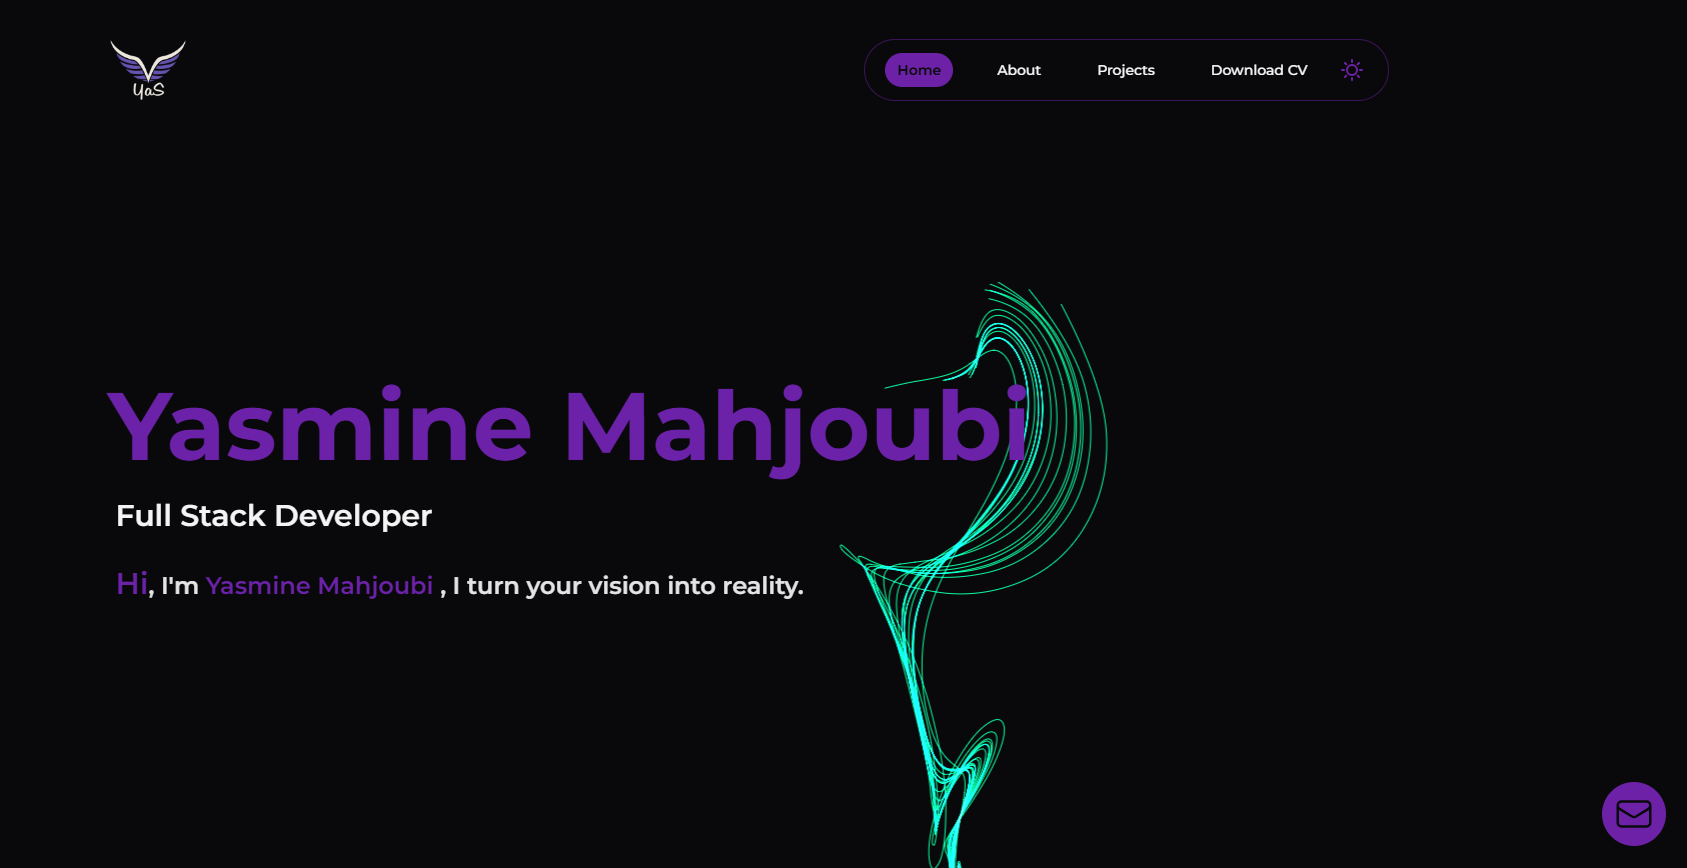 YaS
Home About Projects Download CV
Yasmine Mahjoubi
Full Stack Developer
Hi, I'm Yasmine Mahjoubi , I turn your vision into reality.